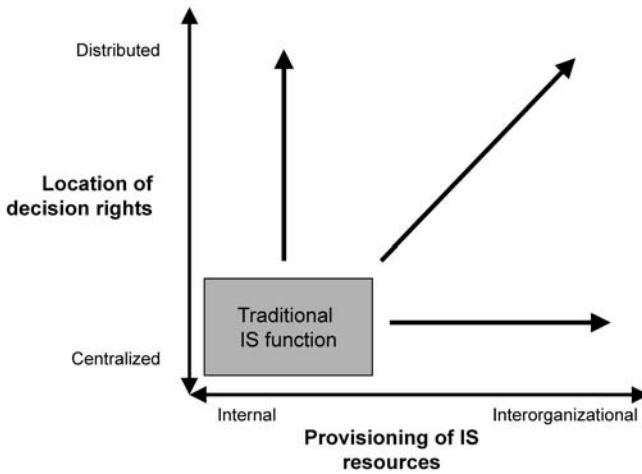 Distributed
Location of
decision rights
Traditional
IS function
Centralized
Internal
Interorganizational
Provisioning of IS
resources